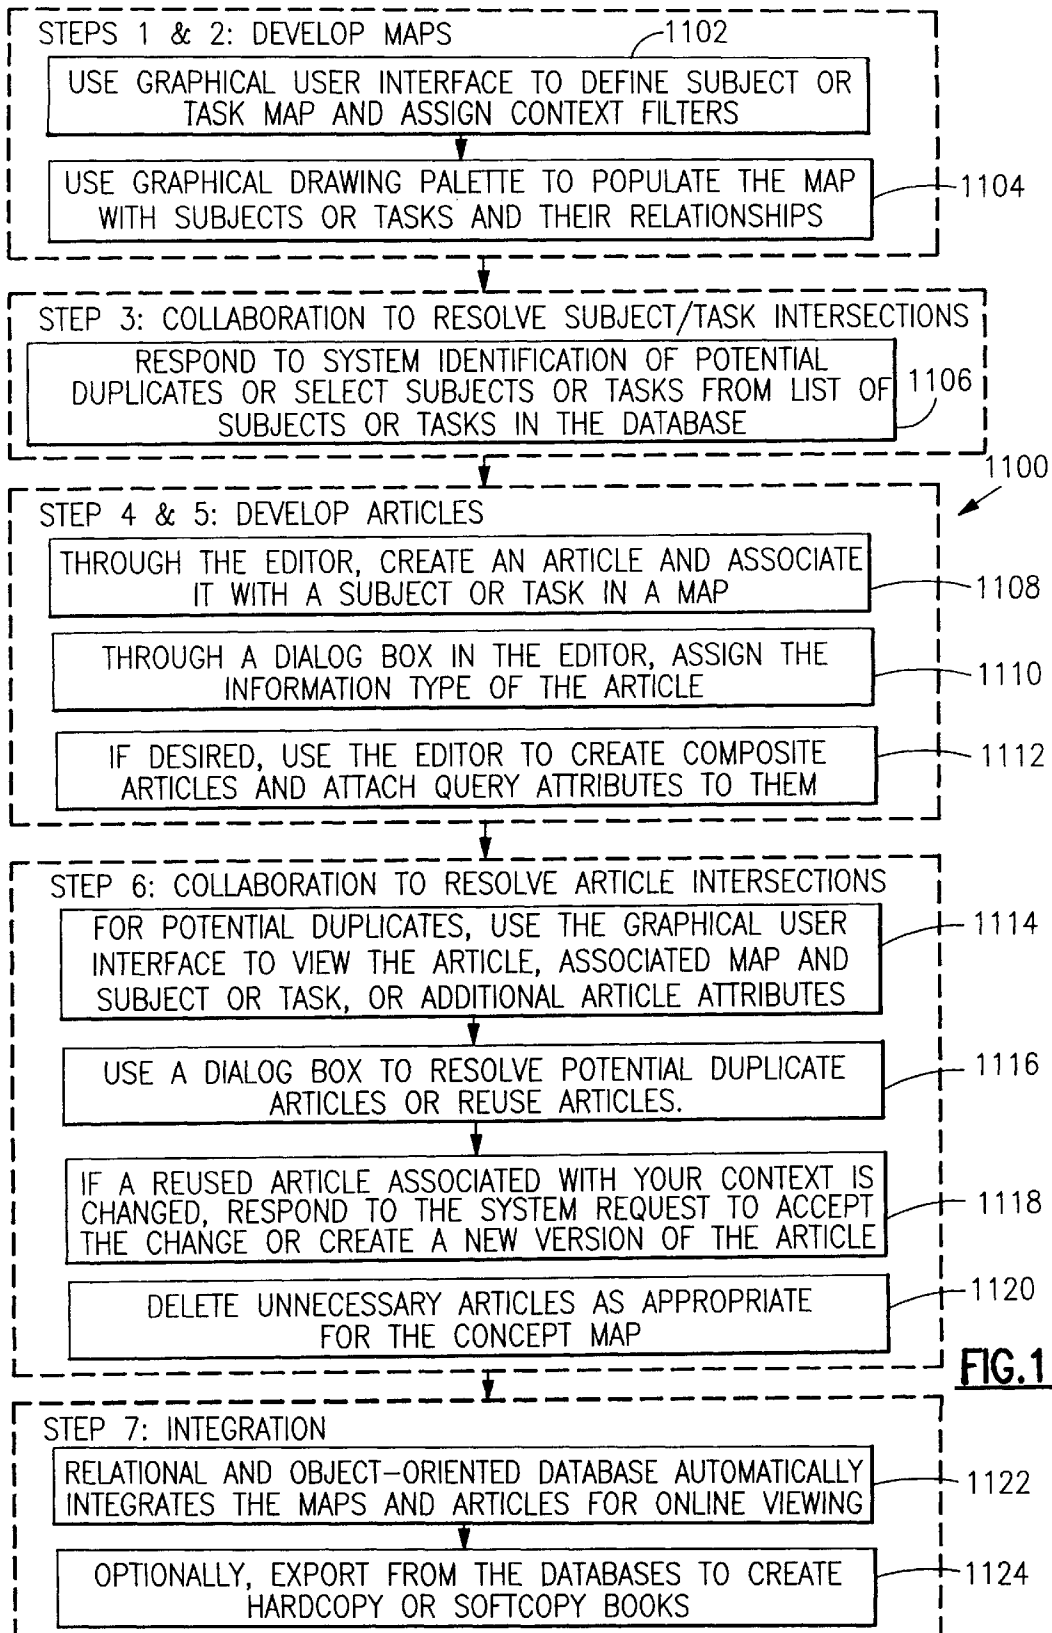 STEPS 1 & 2: DEVELOP MAPS
1102
USE GRAPHICAL USER INTERFACE TO DEFINE SUBJECT OR
TASK MAP AND ASSIGN CONTEXT FILTERS
USE GRAPHICAL DRAWING PALETTE TO POPULATE THE MAP
WITH SUBJECTS OR TASKS AND THEIR RELATIONSHIPS
1104
STEP 3: COLLABORATION TO RESOLVE SUBJECT/TASK INTERSECTIONS
RESPOND TO SYSTEM IDENTIFICATION OF POTENTIAL
DUPLICATES OR SELECT SUBJECTS OR TASKS FROM LIST OF
SUBJECTS OR TASKS IN THE DATABASE
1106
1100
STEP 4 & 5: DEVELOP ARTICLES
THROUGH THE EDITOR, CREATE AN ARTICLE AND ASSOCIATE
IT WITH A SUBJECT OR TASK IN A MAP
1108
THROUGH A DIALOG BOX IN THE EDITOR, ASSIGN THE
INFORMATION TYPE OF THE ARTICLE
1110
IF DESIRED, USE THE EDITOR TO CREATE COMPOSITE
ARTICLES AND ATTACH QUERY ATTRIBUTES TO THEM
1112
STEP 6: COLLABORATION TO RESOLVE ARTICLE INTERSECTIONS
FOR POTENTIAL DUPLICATES, USE THE GRAPHICAL USER
INTERFACE TO VIEW THE ARTICLE, ASSOCIATED MAP AND
SUBJECT OR TASK, OR ADDITIONAL ARTICLE ATTRIBUTES
1114
USE A DIALOG BOX TO RESOLVE POTENTIAL DUPLICATE
ARTICLES OR REUSE ARTICLES.
1116
IF A REUSED ARTICLE ASSOCIATED WITH YOUR CONTEXT IS
CHANGED, RESPOND TO THE SYSTEM REQUEST TO ACCEPT
THE CHANGE OR CREATE A NEW VERSION OF THE ARTICLE
1118
DELETE UNNECESSARY ARTICLES AS APPROPRIATE
FOR THE CONCEPT MAP
1120
FIG.1
STEP 7: INTEGRATION
RELATIONAL AND OBJECT-ORIENTED DATABASE AUTOMATICALLY
INTEGRATES THE MAPS AND ARTICLES FOR ONLINE VIEWING
1122
OPTIONALLY, EXPORT FROM THE DATABASES TO CREATE
HARDCOPY OR SOFTCOPY BOOKS
1124